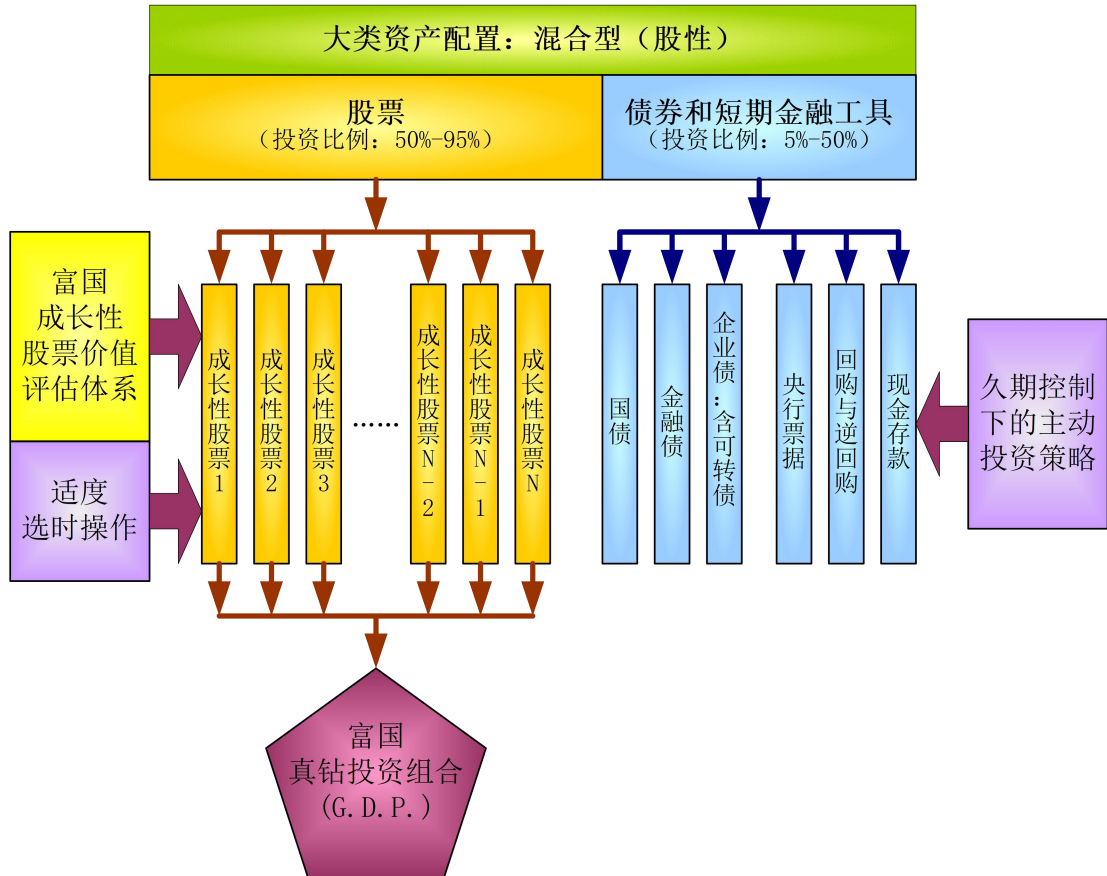 大类资产配置：混合型（股性）
股票
（投资比例：50%-95%）
债券和短期金融工具
（投资比例：5%-50%）
富国
成长性
股票价值
评估体系
适度
选时操作
成长性股票1
成长性股票2
成长性股票3
……
成长性股票N-2
成长性股票N-1
成长性股票N
国债
金融债
企业债：含可转债
央行票据
回购与逆回购
现金存款
久期控制
下的主动
投资策略
富国
真钻投资组合
(G.D.P.)